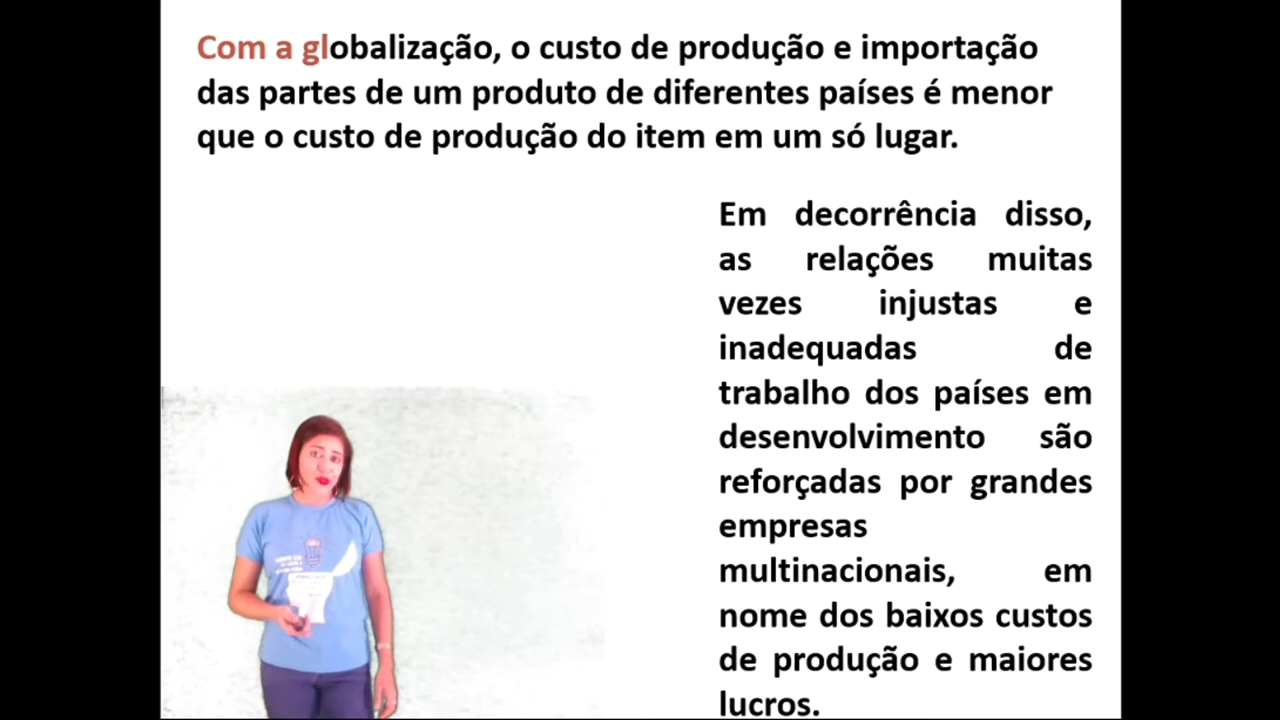 Com a globalização, o custo de produção e importação
das partes de um produto de diferentes países é menor
que o custo de produção do item em um só lugar.
Em decorrência disso,
as relações muitas
vezes injustas e
inadequadas de
trabalho dos países em
desenvolvimento são
reforçadas por grandes
empresas
multinacionais, em
nome dos baixos custos
de produção e maiores
lucros.